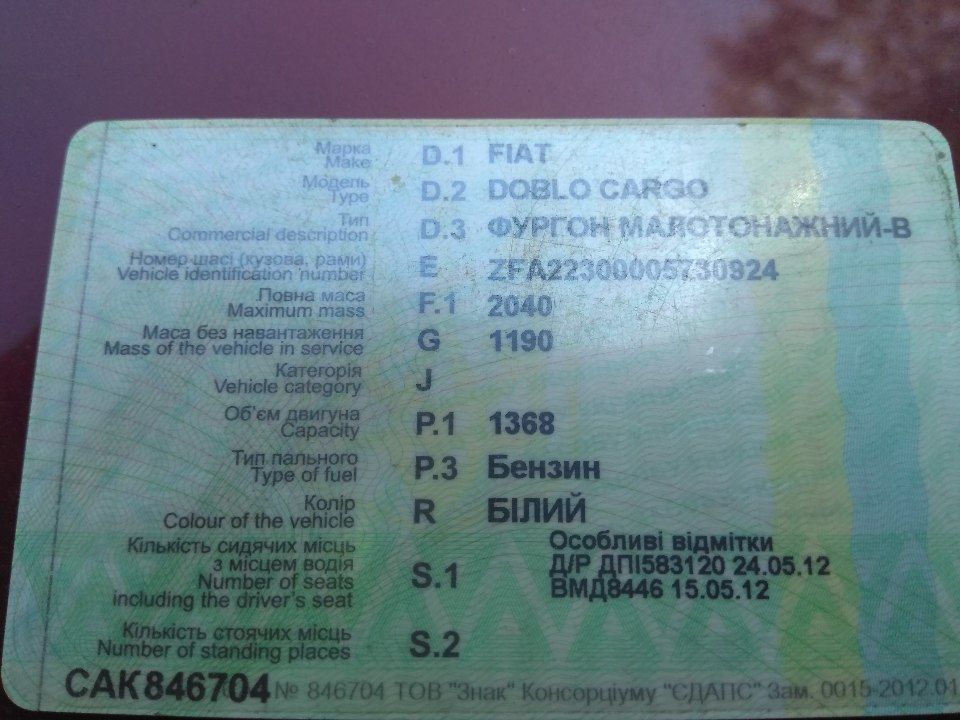 Марка
Make D.1 FIAT
Модель
Type D.2 DOBLO CARGO
Тип
Commercial description D.3 ФУРГОН МАЛОТОНАЖНИЙ-В
Номер шасі (кузова, рами)
Vehicle identification number E ZFA22300005730924
Повна маса
Maximum mass F.1 2040
Маса без навантаження
Mass of the vehicle in service G 1190
Категорія
Vehicle category J
Об'єм двигуна
Capacity P.1 1368
Тип пального
Type of fuel P.3 Бензин
Колір
Colour of the vehicle R БІЛИЙ
Кількість сидячих місць
з місцем водія
Number of seats
including the driver's seat S.1
Особливі відмітки
Д/Р ДПІ583120 24.05.12
ВМД8446 15.05.12
Кількість стоячих місць
Number of standing places S.2
САК846704 № 846704 ТОВ "Знак" Консорціуму "ЄДАПС" Зам. 0015-2012.01